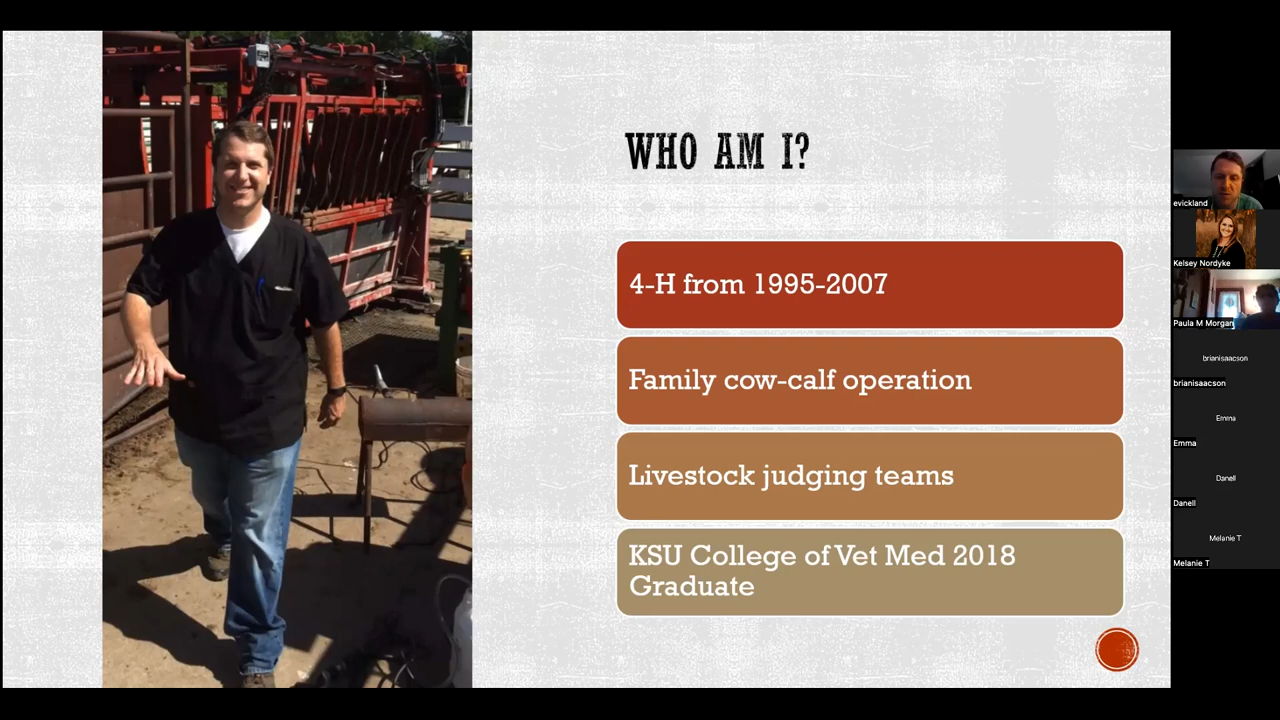 WHO AM I?
4-H from 1995-2007
Family cow-calf operation
Livestock judging teams
KSU College of Vet Med 2018
Graduate
evickland
Kelsey Nordyke
Paula M Morgan
brianisaacson
brianisaacson
Emma
Emma
Danell
Danell
Melanie T
Melanie T